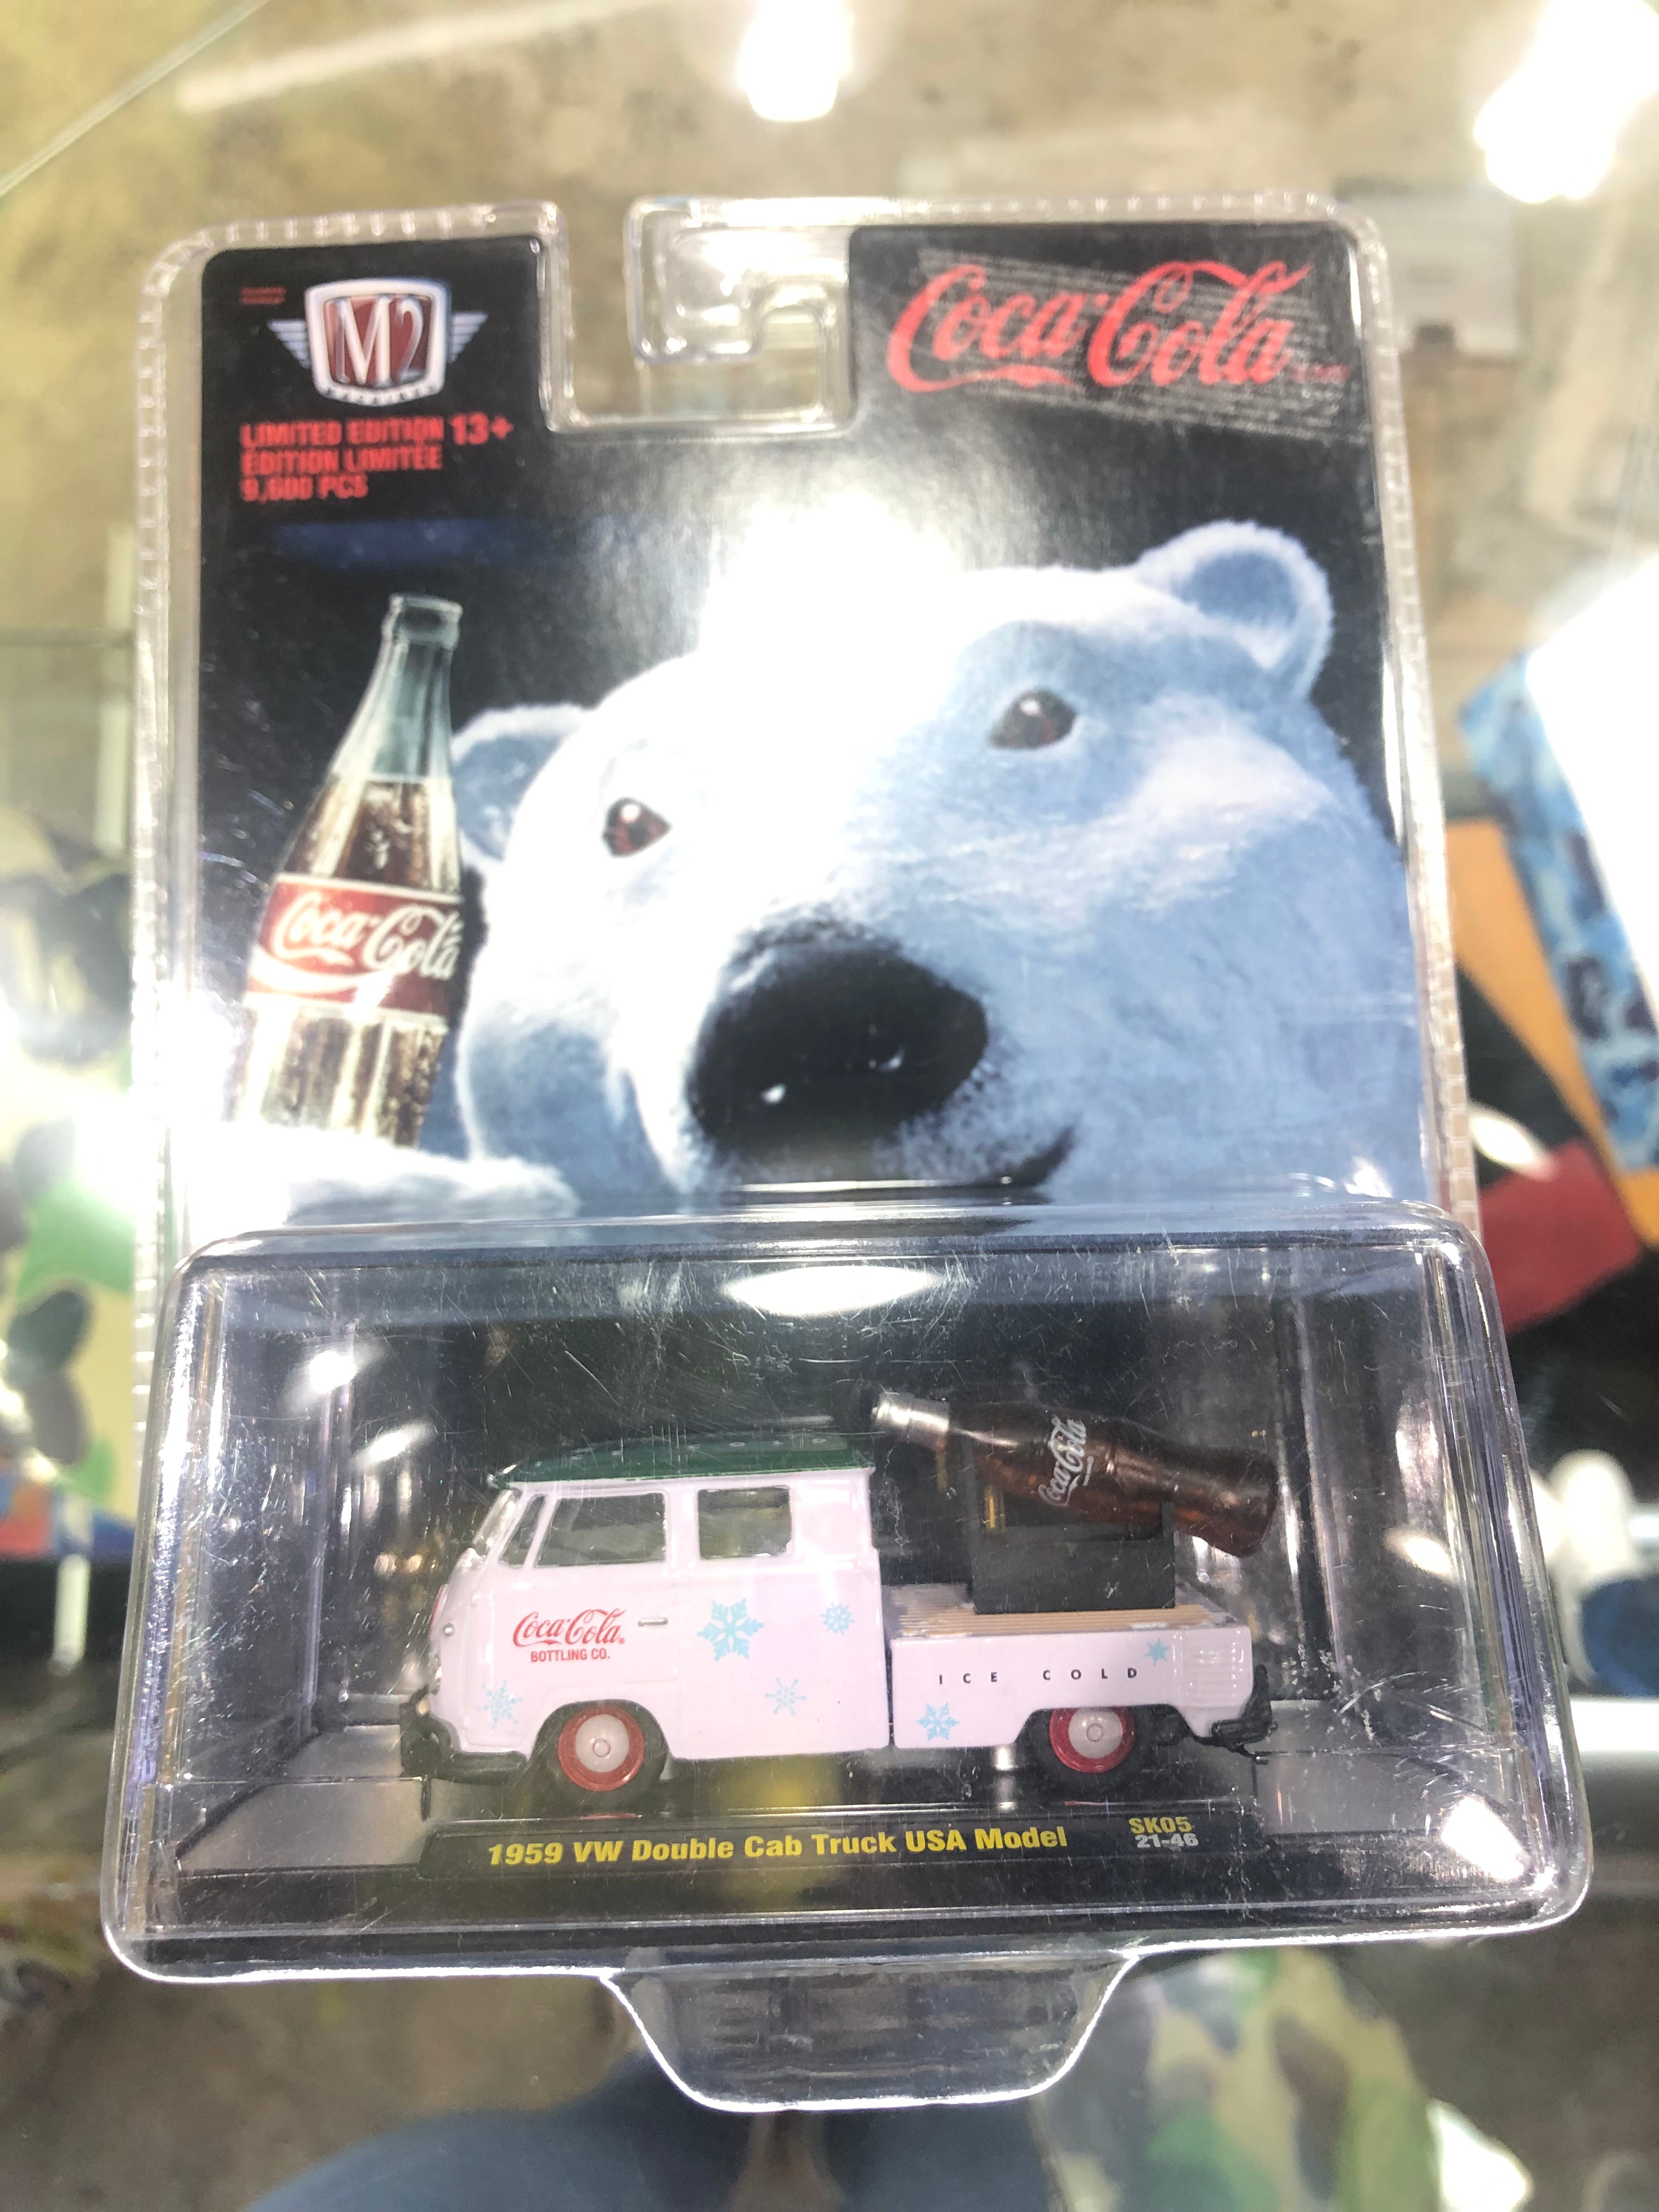 M2
MACHINES
Coca-Cola
LIMITED EDITION 13+
ÉDITION LIMITÉE
9,600 PCS
Coca-Cola
Coca-Cola
Coca-Cola
BOTTLING CO.
ICE COLD
1959 VW Double Cab Truck USA Model
SK05
21-46